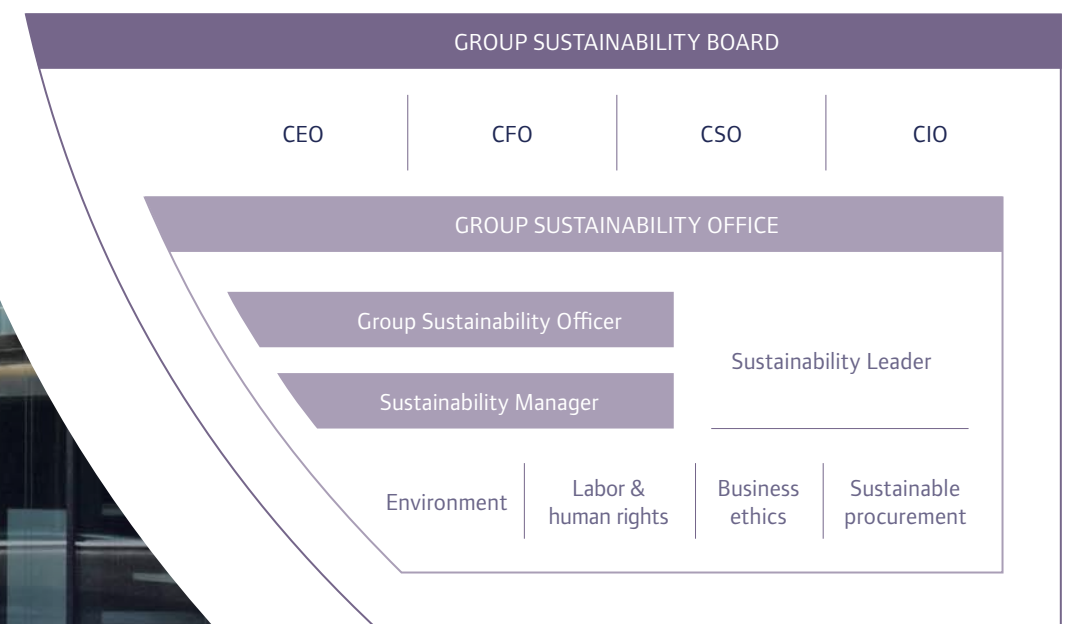 GROUP SUSTAINABILITY BOARD
CEO
CFO
CSO
CIO
GROUP SUSTAINABILITY OFFICE
Group Sustainability Officer
Sustainability Leader
Sustainability Manager
Environment
Labor &
human rights
Business
ethics
Sustainable
procurement